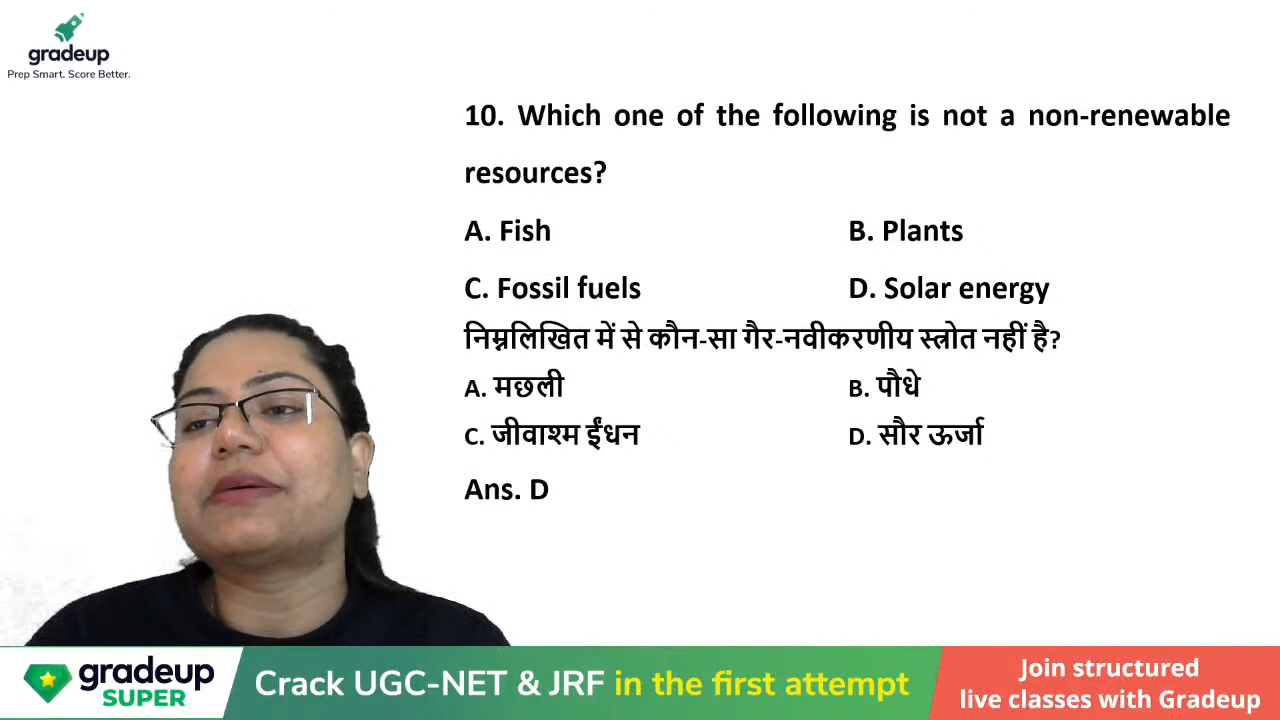 gradeup
Prep Smart. Score Better.
10. Which one of the following is not a non-renewable
resources?
A. Fish B. Plants
C. Fossil fuels D. Solar energy
निम्नलिखित में से कौन-सा गैर-नवीकरणीय स्त्रोत नहीं है?
A. मछली B. पौधे
C. जीवाश्म ईंधन D. सौर ऊर्जा
Ans. D
gradeup
SUPER
Crack UGC-NET & JRF in the first attempt
Join structured
live classes with Gradeup